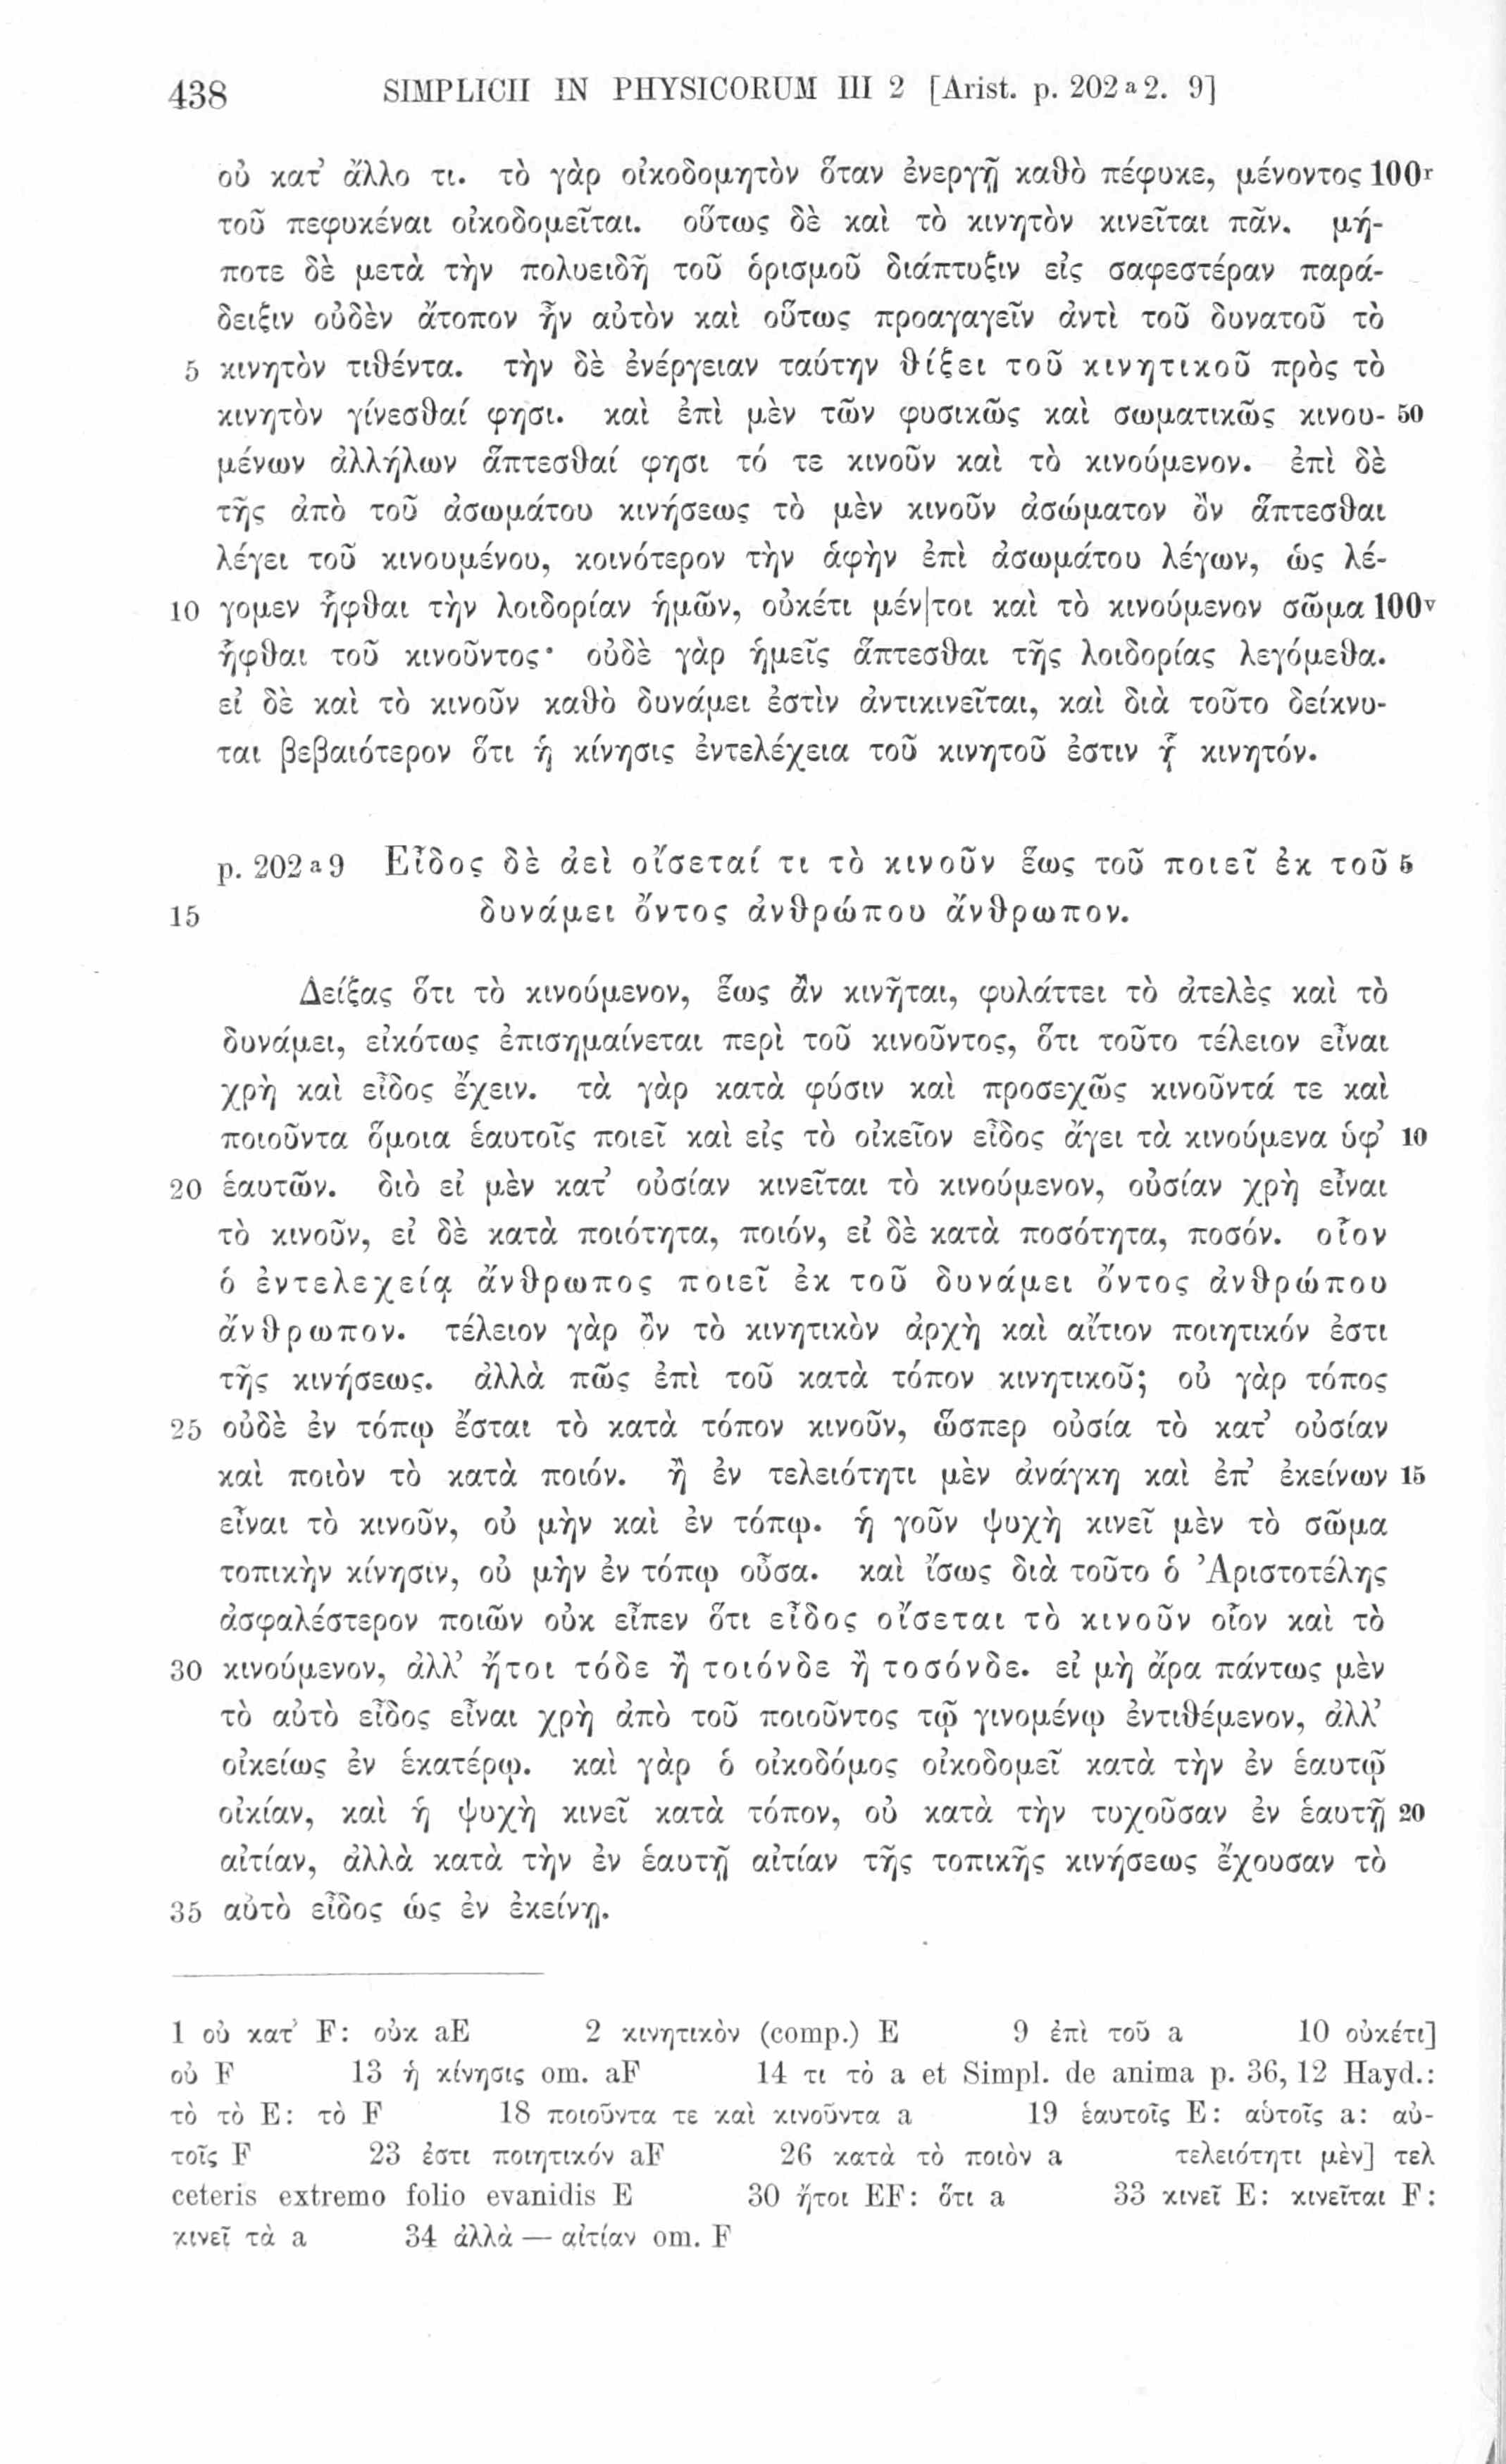 438 SIMPLICII IN PHYSICORUM III 2 [Arist. p. 202 a 2. 9]
οὐ κατ’ ἄλλο τι. τὸ γὰρ οἰκοδομητὸν ὅταν ἐνεργῇ καθὸ πέφυκε, μένοντος 100r
τοῦ πεφυκέναι οἰκοδομεῖται. οὕτως δὲ καὶ τὸ κινητὸν κινεῖται πᾶν. μή-
ποτε δὲ μετὰ τὴν πολυειδῆ τοῦ ὁρισμοῦ διάπτυξιν εἰς σαφεστέραν παρά-
δειξιν οὐδὲν ἄτοπον ἦν αὐτὸν καὶ οὕτως προαγαγεῖν ἀντὶ τοῦ δυνατοῦ τὸ
5 κινητὸν τιθέντα. τὴν δὲ ἐνέργειαν ταύτην θίξει τοῦ κινητικοῦ πρὸς τὸ
κινητὸν γίνεσθαί φησι. καὶ ἐπὶ μὲν τῶν φυσικῶς καὶ σωματικῶς κινου- 50
μένων ἀλλήλων ἅπτεσθαί φησι τό τε κινοῦν καὶ τὸ κινούμενον. ἐπὶ δὲ
τῆς ἀπὸ τοῦ ἀσωμάτου κινήσεως τὸ μὲν κινοῦν ἀσώματον ὂν ἅπτεσθαι
λέγει τοῦ κινουμένου, κοινότερον τὴν ἁφὴν ἐπὶ ἀσωμάτου λέγων, ὡς λέ-
10 γομεν ἧφθαι τὴν λοιδορίαν ἡμῶν, οὐκέτι μέν|τοι καὶ τὸ κινούμενον σῶμα 100v
ἧφθαι τοῦ κινοῦντος· οὐδὲ γὰρ ἡμεῖς ἅπτεσθαι τῆς λοιδορίας λεγόμεθα.
εἰ δὲ καὶ τὸ κινοῦν καθὸ δυνάμει ἐστὶν ἀντικινεῖται, καὶ διὰ τοῦτο δείκνυ-
ται βεβαιότερον ὅτι ἡ κίνησις ἐντελέχεια τοῦ κινητοῦ ἐστιν ᾗ κινητόν.
p. 202 a 9 Εἶδος δὲ ἀεὶ οἴσεταί τι τὸ κινοῦν ἕως τοῦ ποιεῖ ἐκ τοῦ 5
15 δυνάμει ὄντος ἀνθρώπου ἄνθρωπον.
Δείξας ὅτι τὸ κινούμενον, ἕως ἂν κινῆται, φυλάττει τὸ ἀτελὲς καὶ τὸ
δυνάμει, εἰκότως ἐπισημαίνεται περὶ τοῦ κινοῦντος, ὅτι τοῦτο τέλειον εἶναι
χρὴ καὶ εἶδος ἔχειν. τὰ γὰρ κατὰ φύσιν καὶ προσεχῶς κινοῦντά τε καὶ
ποιοῦντα ὅμοια ἑαυτοῖς ποιεῖ καὶ εἰς τὸ οἰκεῖον εἶδος ἄγει τὰ κινούμενα ὑφ’ 10
20 ἑαυτῶν. διὸ εἰ μὲν κατ’ οὐσίαν κινεῖται τὸ κινούμενον, οὐσίαν χρὴ εἶναι
τὸ κινοῦν, εἰ δὲ κατὰ ποιότητα, ποιόν, εἰ δὲ κατὰ ποσότητα, ποσόν. οἷον
ὁ ἐντελεχείᾳ ἄνθρωπος ποιεῖ ἐκ τοῦ δυνάμει ὄντος ἀνθρώπου
ἄνθρωπον. τέλειον γὰρ ὂν τὸ κινητικὸν ἀρχὴ καὶ αἴτιον ποιητικόν ἐστι
τῆς κινήσεως. ἀλλὰ πῶς ἐπὶ τοῦ κατὰ τόπον κινητικοῦ; οὐ γὰρ τόπος
25 οὐδὲ ἐν τόπῳ ἔσται τὸ κατὰ τόπον κινοῦν, ὥσπερ οὐσία τὸ κατ’ οὐσίαν
καὶ ποιὸν τὸ κατὰ ποιόν. ἢ ἐν τελειότητι μὲν ἀνάγκη καὶ ἐπ’ ἐκείνων 15
εἶναι τὸ κινοῦν, οὐ μὴν καὶ ἐν τόπῳ. ἡ γοῦν ψυχὴ κινεῖ μὲν τὸ σῶμα
τοπικὴν κίνησιν, οὐ μὴν ἐν τόπῳ οὖσα. καὶ ἴσως διὰ τοῦτο ὁ Ἀριστοτέλης
ἀσφαλέστερον ποιῶν οὐκ εἶπεν ὅτι εἶδος οἴσεται τὸ κινοῦν οἷον καὶ τὸ
30 κινούμενον, ἀλλ’ ἤτοι τόδε ἢ τοιόνδε ἢ τοσόνδε. εἰ μὴ ἄρα πάντως μὲν
τὸ αὐτὸ εἶδος εἶναι χρὴ ἀπὸ τοῦ ποιοῦντος τῷ γινομένῳ ἐντιθέμενον, ἀλλ’
οἰκείως ἐν ἑκατέρῳ. καὶ γὰρ ὁ οἰκοδόμος οἰκοδομεῖ κατὰ τὴν ἐν ἑαυτῷ
οἰκίαν, καὶ ἡ ψυχὴ κινεῖ κατὰ τόπον, οὐ κατὰ τὴν τυχοῦσαν ἐν ἑαυτῇ 20
αἰτίαν, ἀλλὰ κατὰ τὴν ἐν ἑαυτῇ αἰτίαν τῆς τοπικῆς κινήσεως ἔχουσαν τὸ
35 αὐτὸ εἶδος ὡς ἐν ἐκείνῃ.
1 οὐ κατ’ F: οὐκ aE 2 κινητικὸν (comp.) E 9 ἐπὶ τοῦ a 10 οὐκέτι]
οὐ F 13 ἡ κίνησις om. aF 14 τι τὸ a et Simpl. de anima p. 36, 12 Hayd.:
τὸ τὸ E: τὸ F 18 ποιοῦντα τε καὶ κινοῦντα a 19 ἑαυτοῖς E: αὑτοῖς a: αὐ-
τοῖς F 23 ἐστι ποιητικόν aF 26 κατὰ τὸ ποιὸν a τελειότητι μὲν] τελ
ceteris extremo folio evanidis E 30 ἤτοι EF: ὅτι a 33 κινεῖ E: κινεῖται F:
κινεῖ τὰ a 34 ἀλλὰ — αἰτίαν om. F